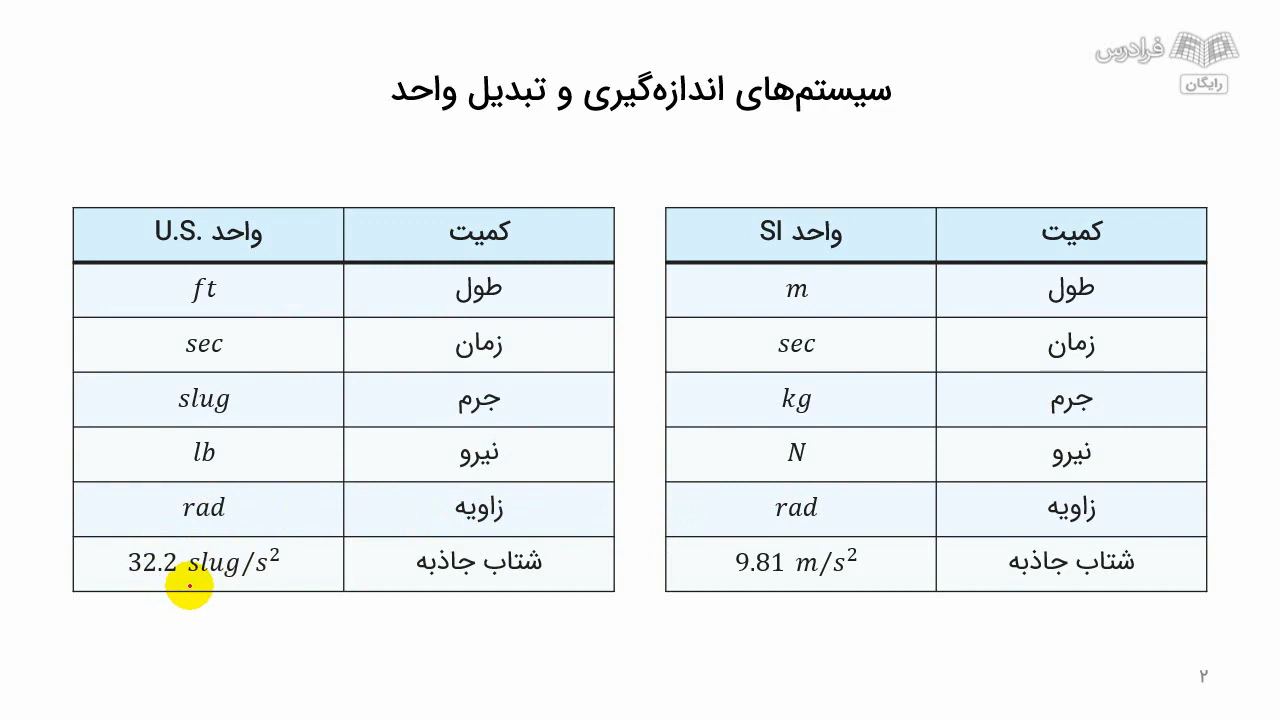 فرادرس
رایگان
سیستم‌های اندازه‌گیری و تبدیل واحد
کمیت واحد SI
طول m
زمان sec
جرم kg
نیرو N
زاویه rad
شتاب جاذبه 9.81 m/s²
کمیت واحد U.S.
طول ft
زمان sec
جرم slug
نیرو lb
زاویه rad
شتاب جاذبه 32.2 slug/s²
۲